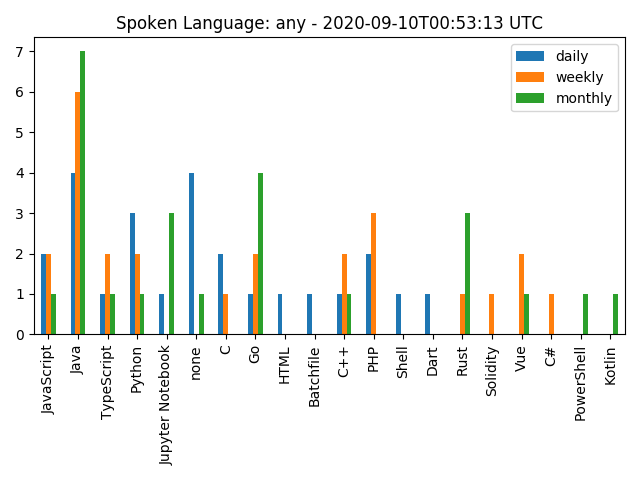 Spoken Language: any - 2020-09-10T00:53:13 UTC
daily
weekly
monthly
7
6
5
4
3
2
1
0
JavaScript
Java
TypeScript
Python
Jupyter Notebook
none
C
Go
HTML
Batchfile
C++
PHP
Shell
Dart
Rust
Solidity
Vue
C#
PowerShell
Kotlin